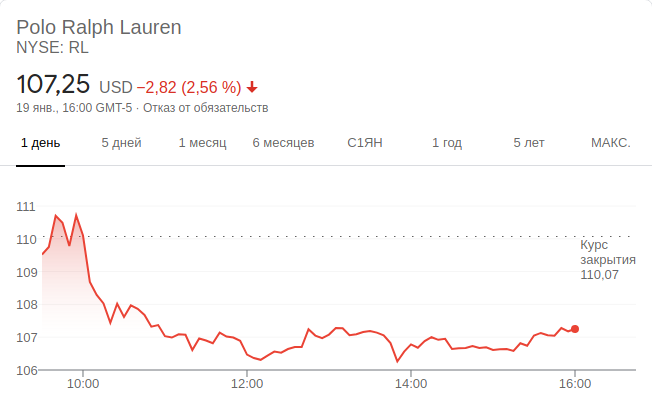 Polo Ralph Lauren
NYSE: RL
107,25 USD −2,82 (2,56 %)
19 янв., 16:00 GMT-5 · Отказ от обязательств
1 день 5 дней 1 месяц 6 месяцев С1ЯН 1 год 5 лет МАКС.
111
110
Курс
закрытия
110,07
109
108
107
106
10:00 12:00 14:00 16:00